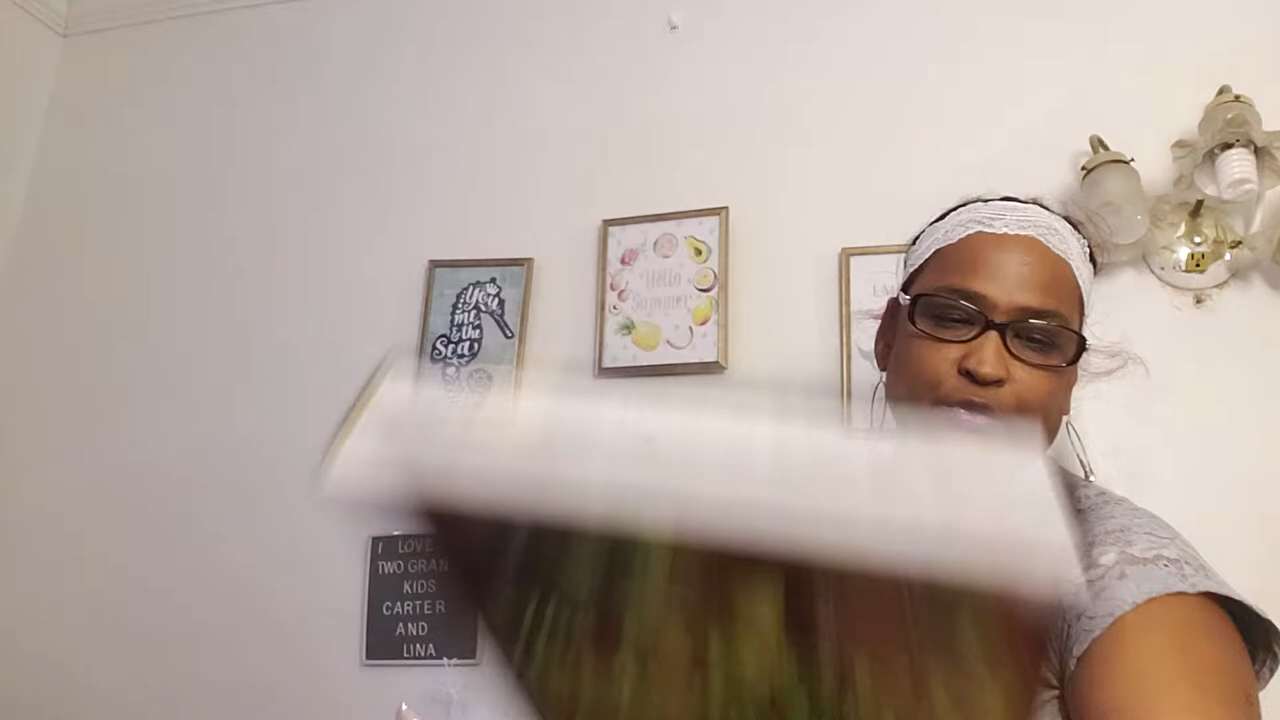 You
me
& the
Sea
Hello
Summer
I LOVE
TWO GRAN
KIDS
CARTER
AND
LINA